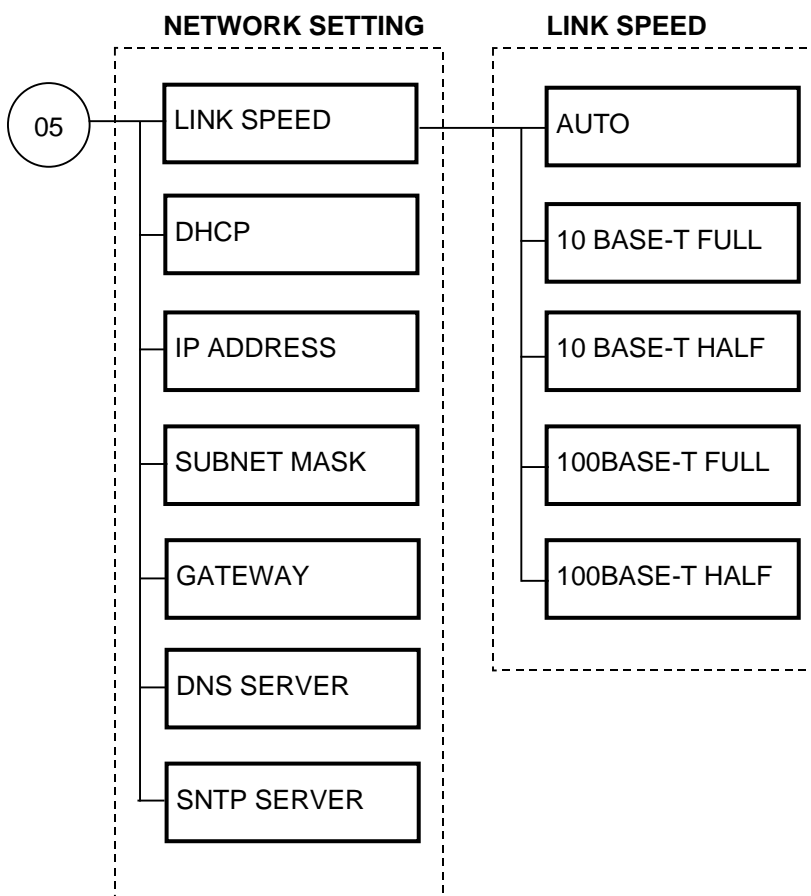 NETWORK SETTING
LINK SPEED
05
LINK SPEED
DHCP
IP ADDRESS
SUBNET MASK
GATEWAY
DNS SERVER
SNTP SERVER
AUTO
10 BASE-T FULL
10 BASE-T HALF
100BASE-T FULL
100BASE-T HALF